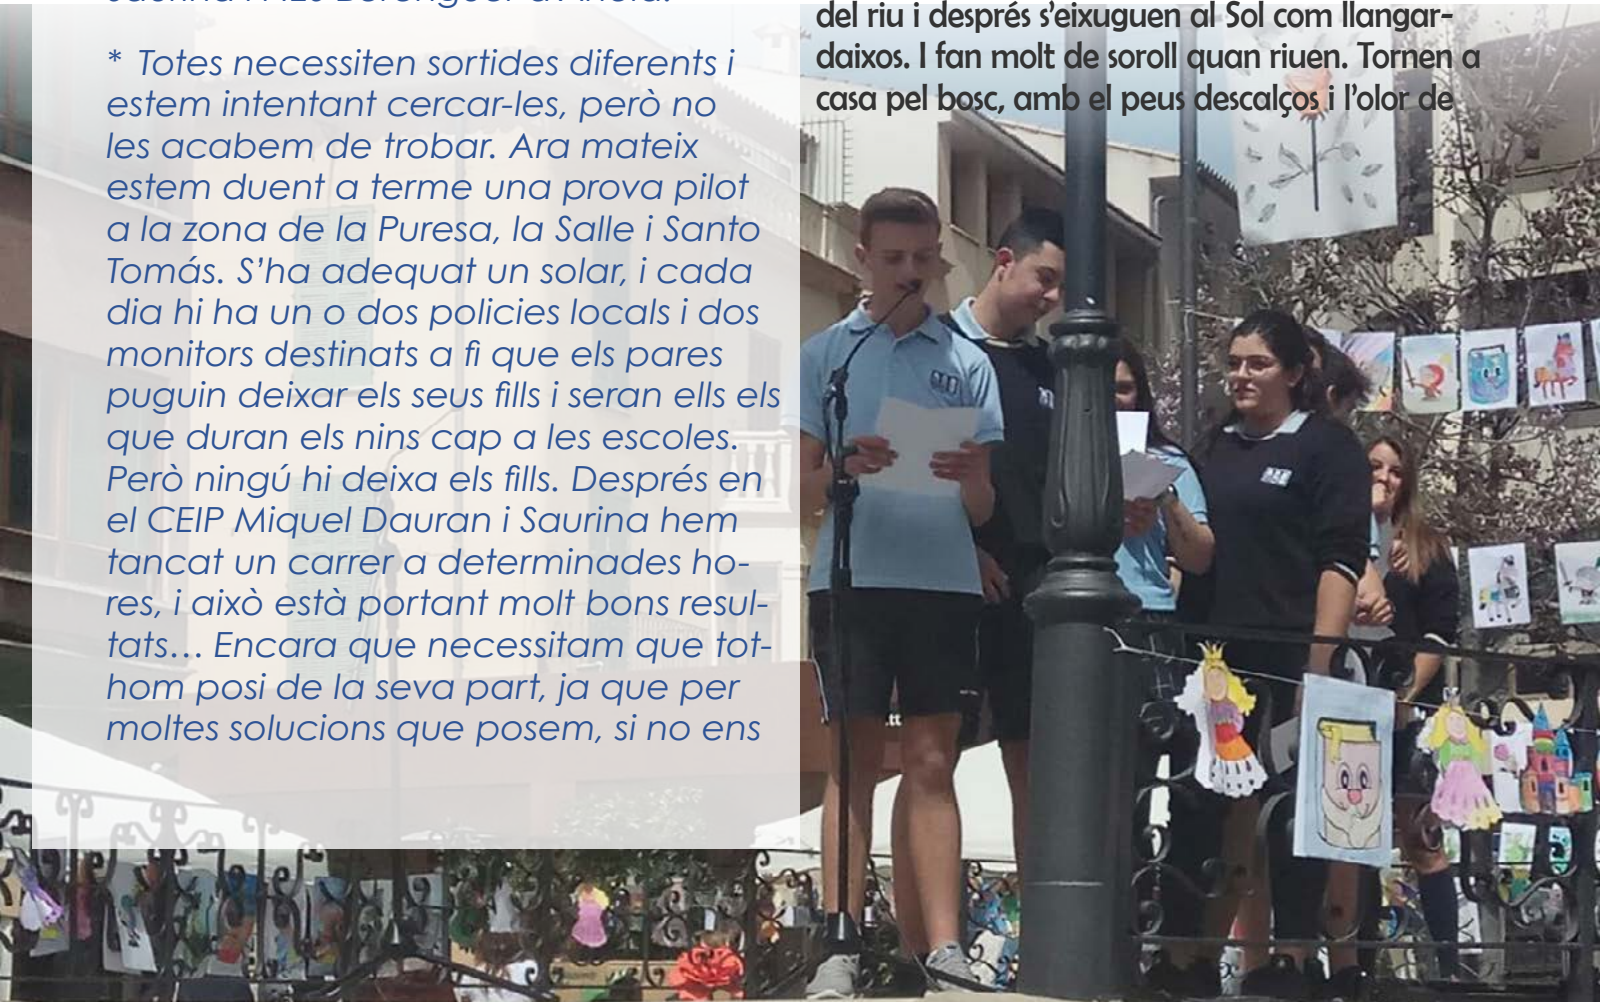 * Totes necessiten sortides diferents i
estem intentant cercar-les, però no
les acabem de trobar. Ara mateix
estem duent a terme una prova pilot
a la zona de la Puresa, la Salle i Santo
Tomás. S’ha adequat un solar, i cada
dia hi ha un o dos policies locals i dos
monitors destinats a fi que els pares
puguin deixar els seus fills i seran ells els
que duran els nins cap a les escoles.
Però ningú hi deixa els fills. Després en
el CEIP Miquel Dauran i Saurina hem
tancat un carrer a determinades ho-
res, i això està portant molt bons resul-
tats… Encara que necessitam que tot-
hom posi de la seva part, ja que per
moltes solucions que posem, si no ens
del riu i després s’eixuguen al Sol com llangar-
daixos. I fan molt de soroll quan riuen. Tornen a
casa pel bosc, amb el peus descalços i l’olor de